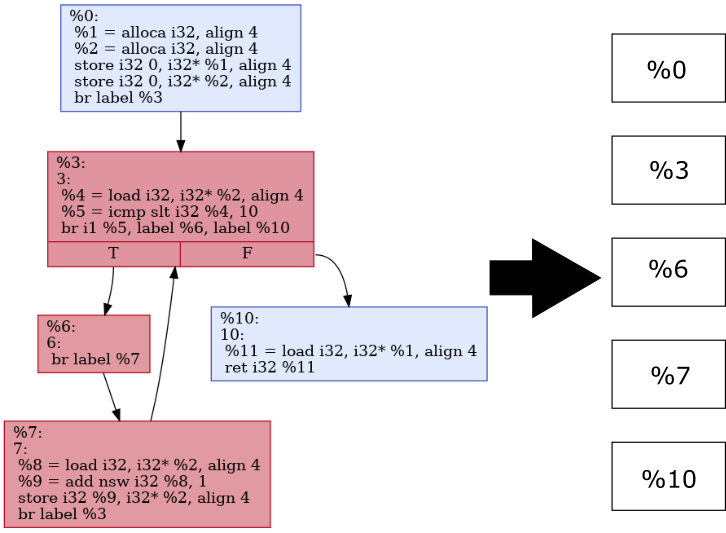 %0:
%1 = alloca i32, align 4
%2 = alloca i32, align 4
store i32 0, i32* %1, align 4
store i32 0, i32* %2, align 4
br label %3
%3:
3:
%4 = load i32, i32* %2, align 4
%5 = icmp slt i32 %4, 10
br i1 %5, label %6, label %10
T F
%6:
6:
br label %7
%10:
10:
%11 = load i32, i32* %1, align 4
ret i32 %11
%7:
7:
%8 = load i32, i32* %2, align 4
%9 = add nsw i32 %8, 1
store i32 %9, i32* %2, align 4
br label %3
%0
%3
%6
%7
%10